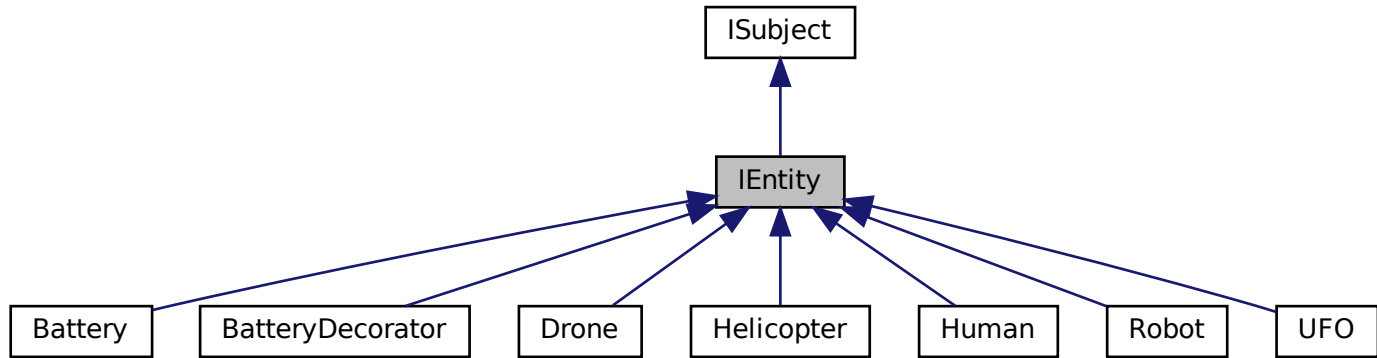 ISubject
IEntity
Battery
BatteryDecorator
Drone
Helicopter
Human
Robot
UFO